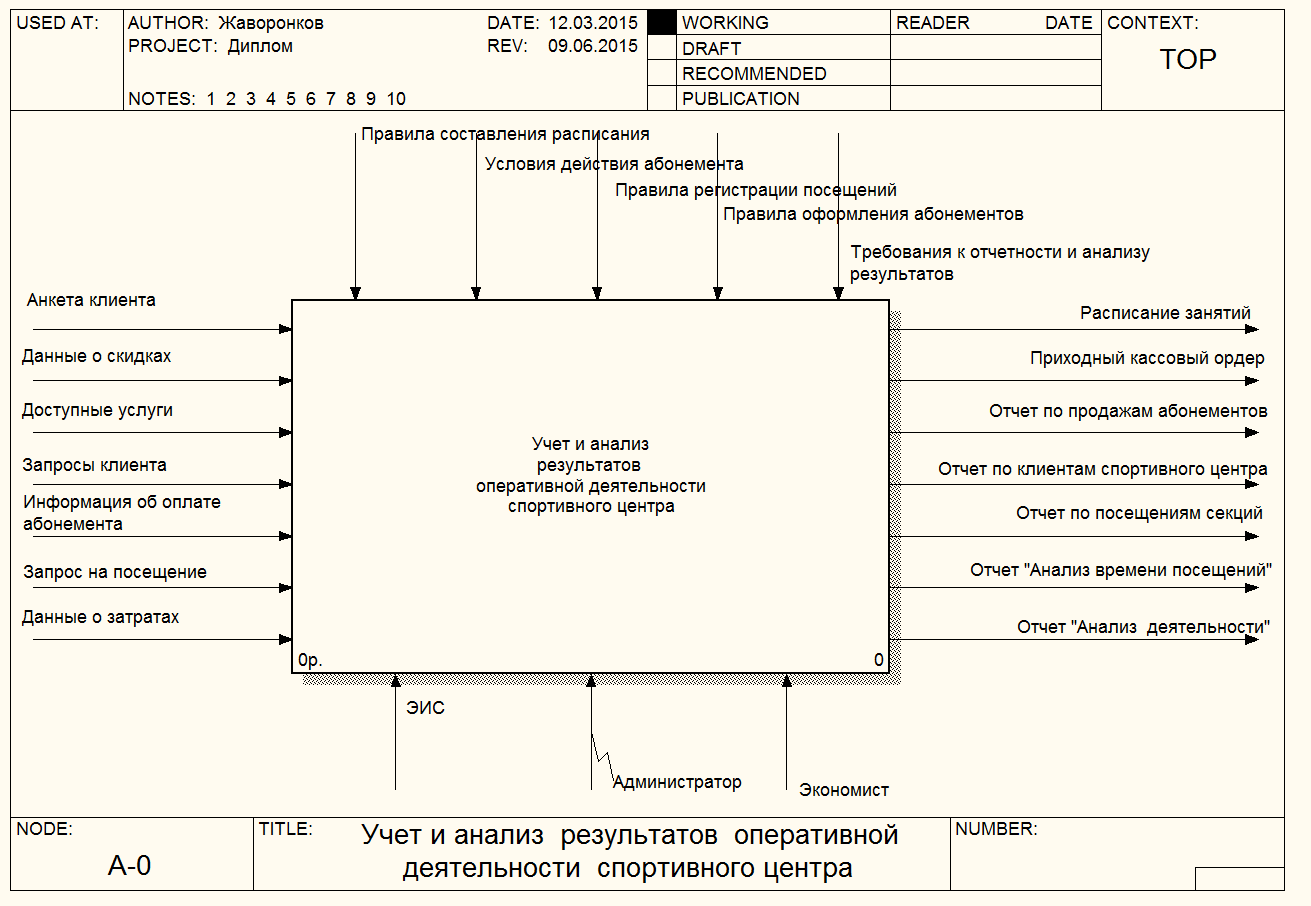 USED AT:
AUTHOR: Жаворонков
DATE: 12.03.2015
PROJECT: Диплом
REV: 09.06.2015
NOTES: 1 2 3 4 5 6 7 8 9 10
WORKING
DRAFT
RECOMMENDED
PUBLICATION
READER DATE
CONTEXT:
TOP
Правила составления расписания
Условия действия абонемента
Правила регистрации посещений
Правила оформления абонементов
Требования к отчетности и анализу
результатов
Анкета клиента
Данные о скидках
Доступные услуги
Запросы клиента
Информация об оплате
абонемента
Запрос на посещение
Данные о затратах
Учет и анализ
результатов
оперативной деятельности
спортивного центра
0р.
0
Расписание занятий
Приходный кассовый ордер
Отчет по продажам абонементов
Отчет по клиентам спортивного центра
Отчет по посещениям секций
Отчет "Анализ времени посещений"
Отчет "Анализ деятельности"
ЭИС
Администратор
Экономист
NODE:
A-0
TITLE:
Учет и анализ результатов оперативной
деятельности спортивного центра
NUMBER: